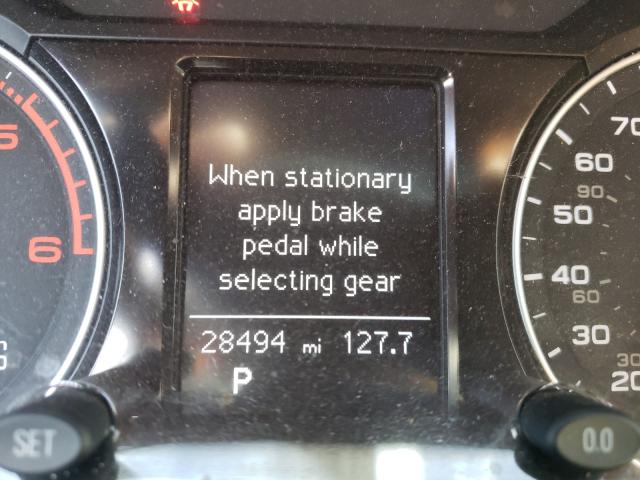 When stationary
apply brake
pedal while
selecting gear
28494 mi 127.7
P
5
6
SET
70
60
90
50
40
60
30
30
20
0.0